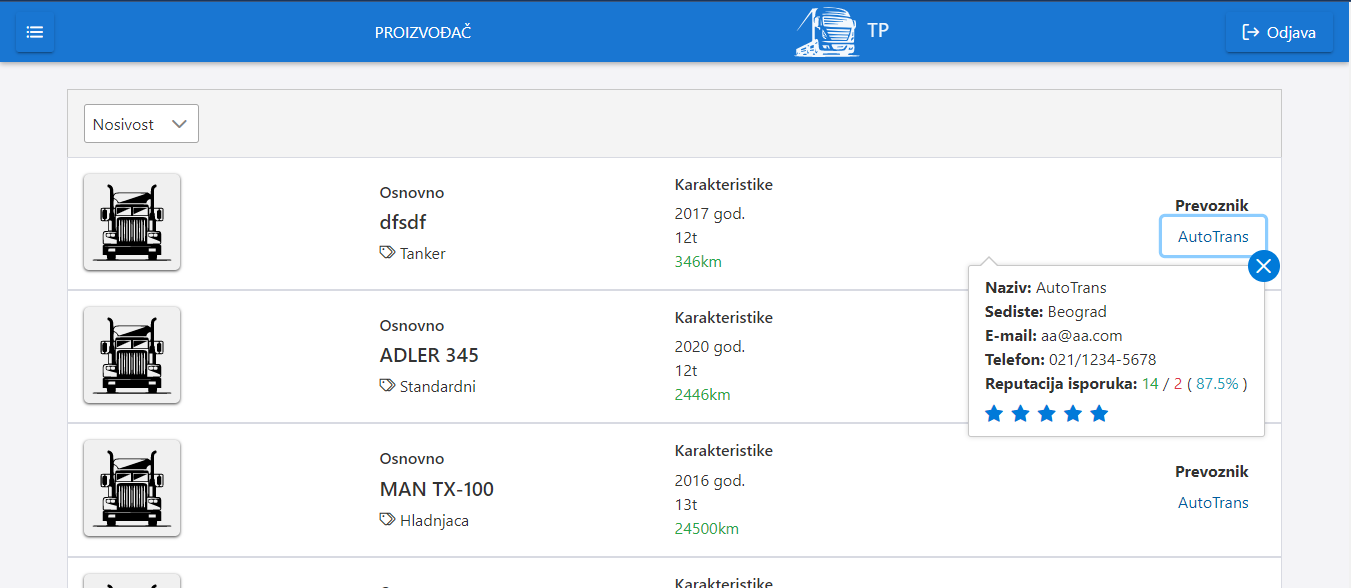 PROIZVOĐAČ
TP
Odjava
Nosivost
Osnovno
dfsdf
Tanker
Karakteristike
2017 god.
12t
346km
Prevoznik
AutoTrans
Naziv: AutoTrans
Sediste: Beograd
E-mail: aa@aa.com
Telefon: 021/1234-5678
Reputacija isporuka: 14 / 2 ( 87.5% )
Osnovno
ADLER 345
Standardni
Karakteristike
2020 god.
12t
2446km
Osnovno
MAN TX-100
Hladnjaca
Karakteristike
2016 god.
13t
24500km
Prevoznik
AutoTrans
Karakteristike